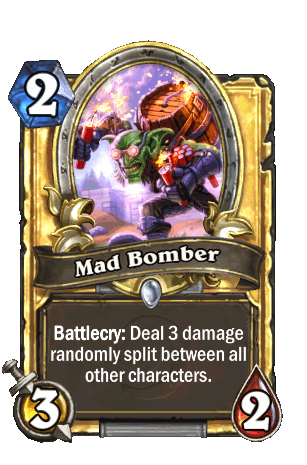 2
Mad Bomber
Battlecry: Deal 3 damage
randomly split between all
other characters.
3
2